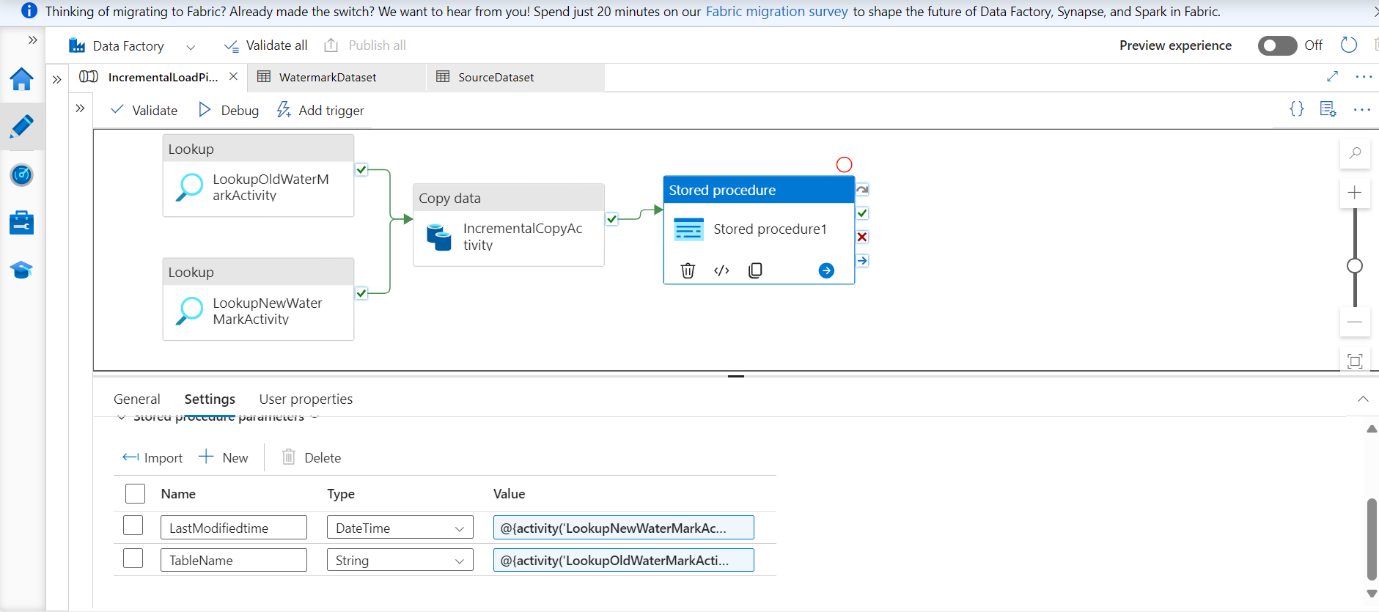 Thinking of migrating to Fabric? Already made the switch? We want to hear from you! Spend just 20 minutes on our Fabric migration survey to shape the future of Data Factory, Synapse, and Spark in Fabric.
Data Factory Validate all Publish all Preview experience Off
IncrementalLoadPi... WatermarkDataset SourceDataset
Validate Debug Add trigger
Lookup
LookupOldWaterM
arkActivity
Copy data
IncrementalCopyAc
tivity
Stored procedure
Stored procedure1
Lookup
LookupNewWater
MarkActivity
General Settings User properties
Stored procedure parameters
Import New Delete
Name Type Value
LastModifiedtime DateTime @{activity('LookupNewWaterMarkAc...
TableName String @{activity('LookupOldWaterMarkActi...